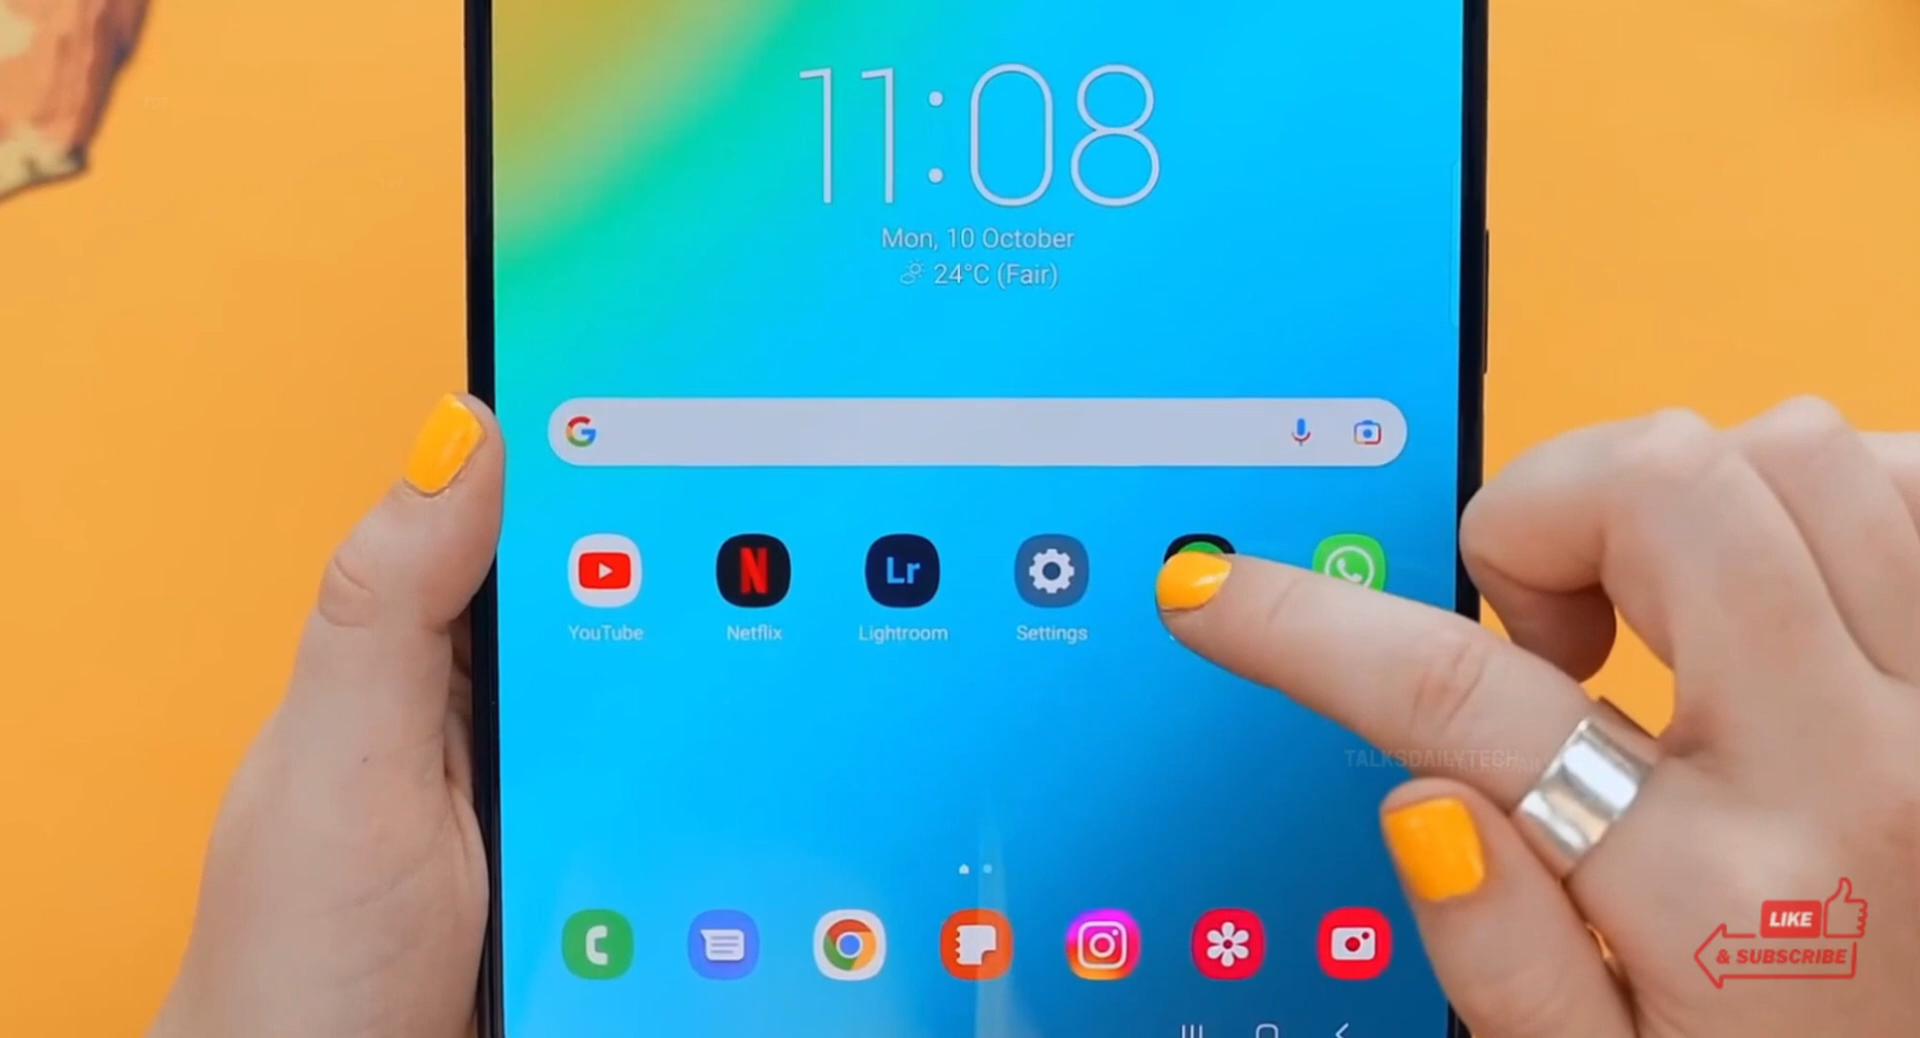 11:08
Mon, 10 October
24°C (Fair)
G
N
Lr
YouTube
Netflix
Lightroom
Settings
TALKSDAILYTECH
LIKE
& SUBSCRIBE